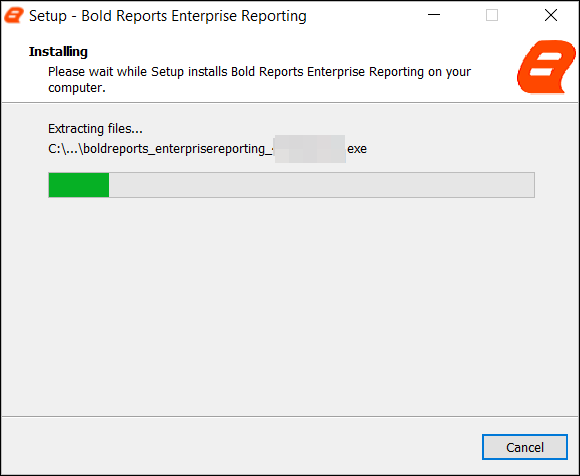 Setup - Bold Reports Enterprise Reporting
Installing
Please wait while Setup installs Bold Reports Enterprise Reporting on your
computer.
Extracting files...
C:\...\boldreports_enterprisereporting_ exe
Cancel